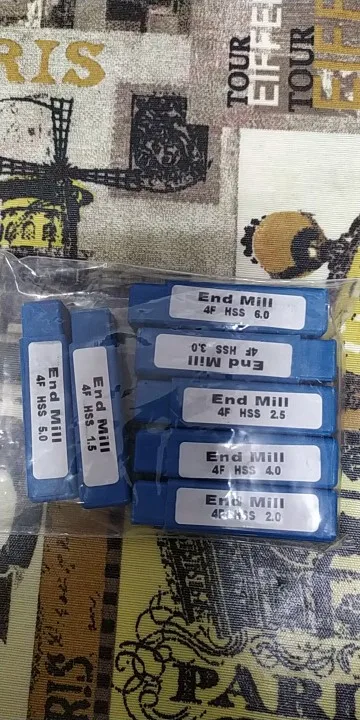 RIS
TOUR
EIFFEL
TOUR
EIFFE
End Mill
4F HSS 6.0
End Mill
4F HSS 3.0
End Mill
4F HSS 2.5
End Mill
4F HSS 4.0
End Mill
4F HSS 2.0
End Mill
4F HSS 5.0
End Mill
4F HSS 1.5
RIS
PAR